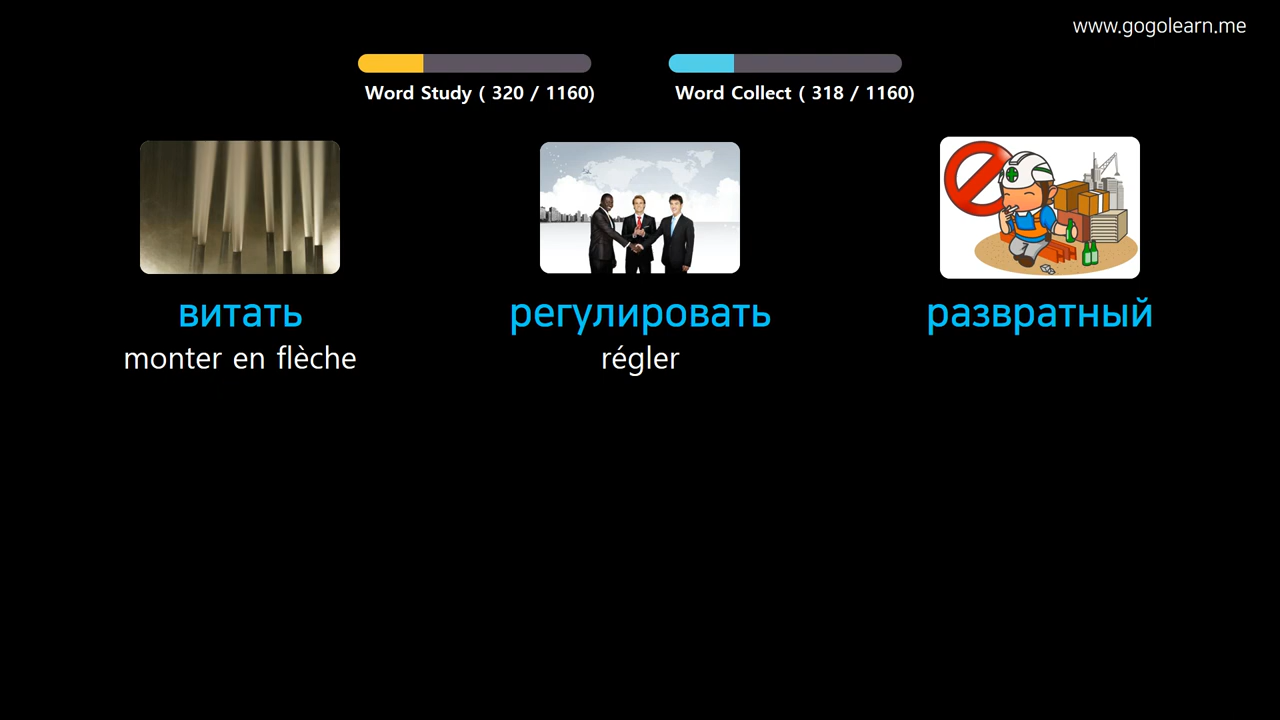 www.gogolearn.me
Word Study ( 320 / 1160)
Word Collect ( 318 / 1160)
витать
регулировать
развратный
monter en flèche
régler